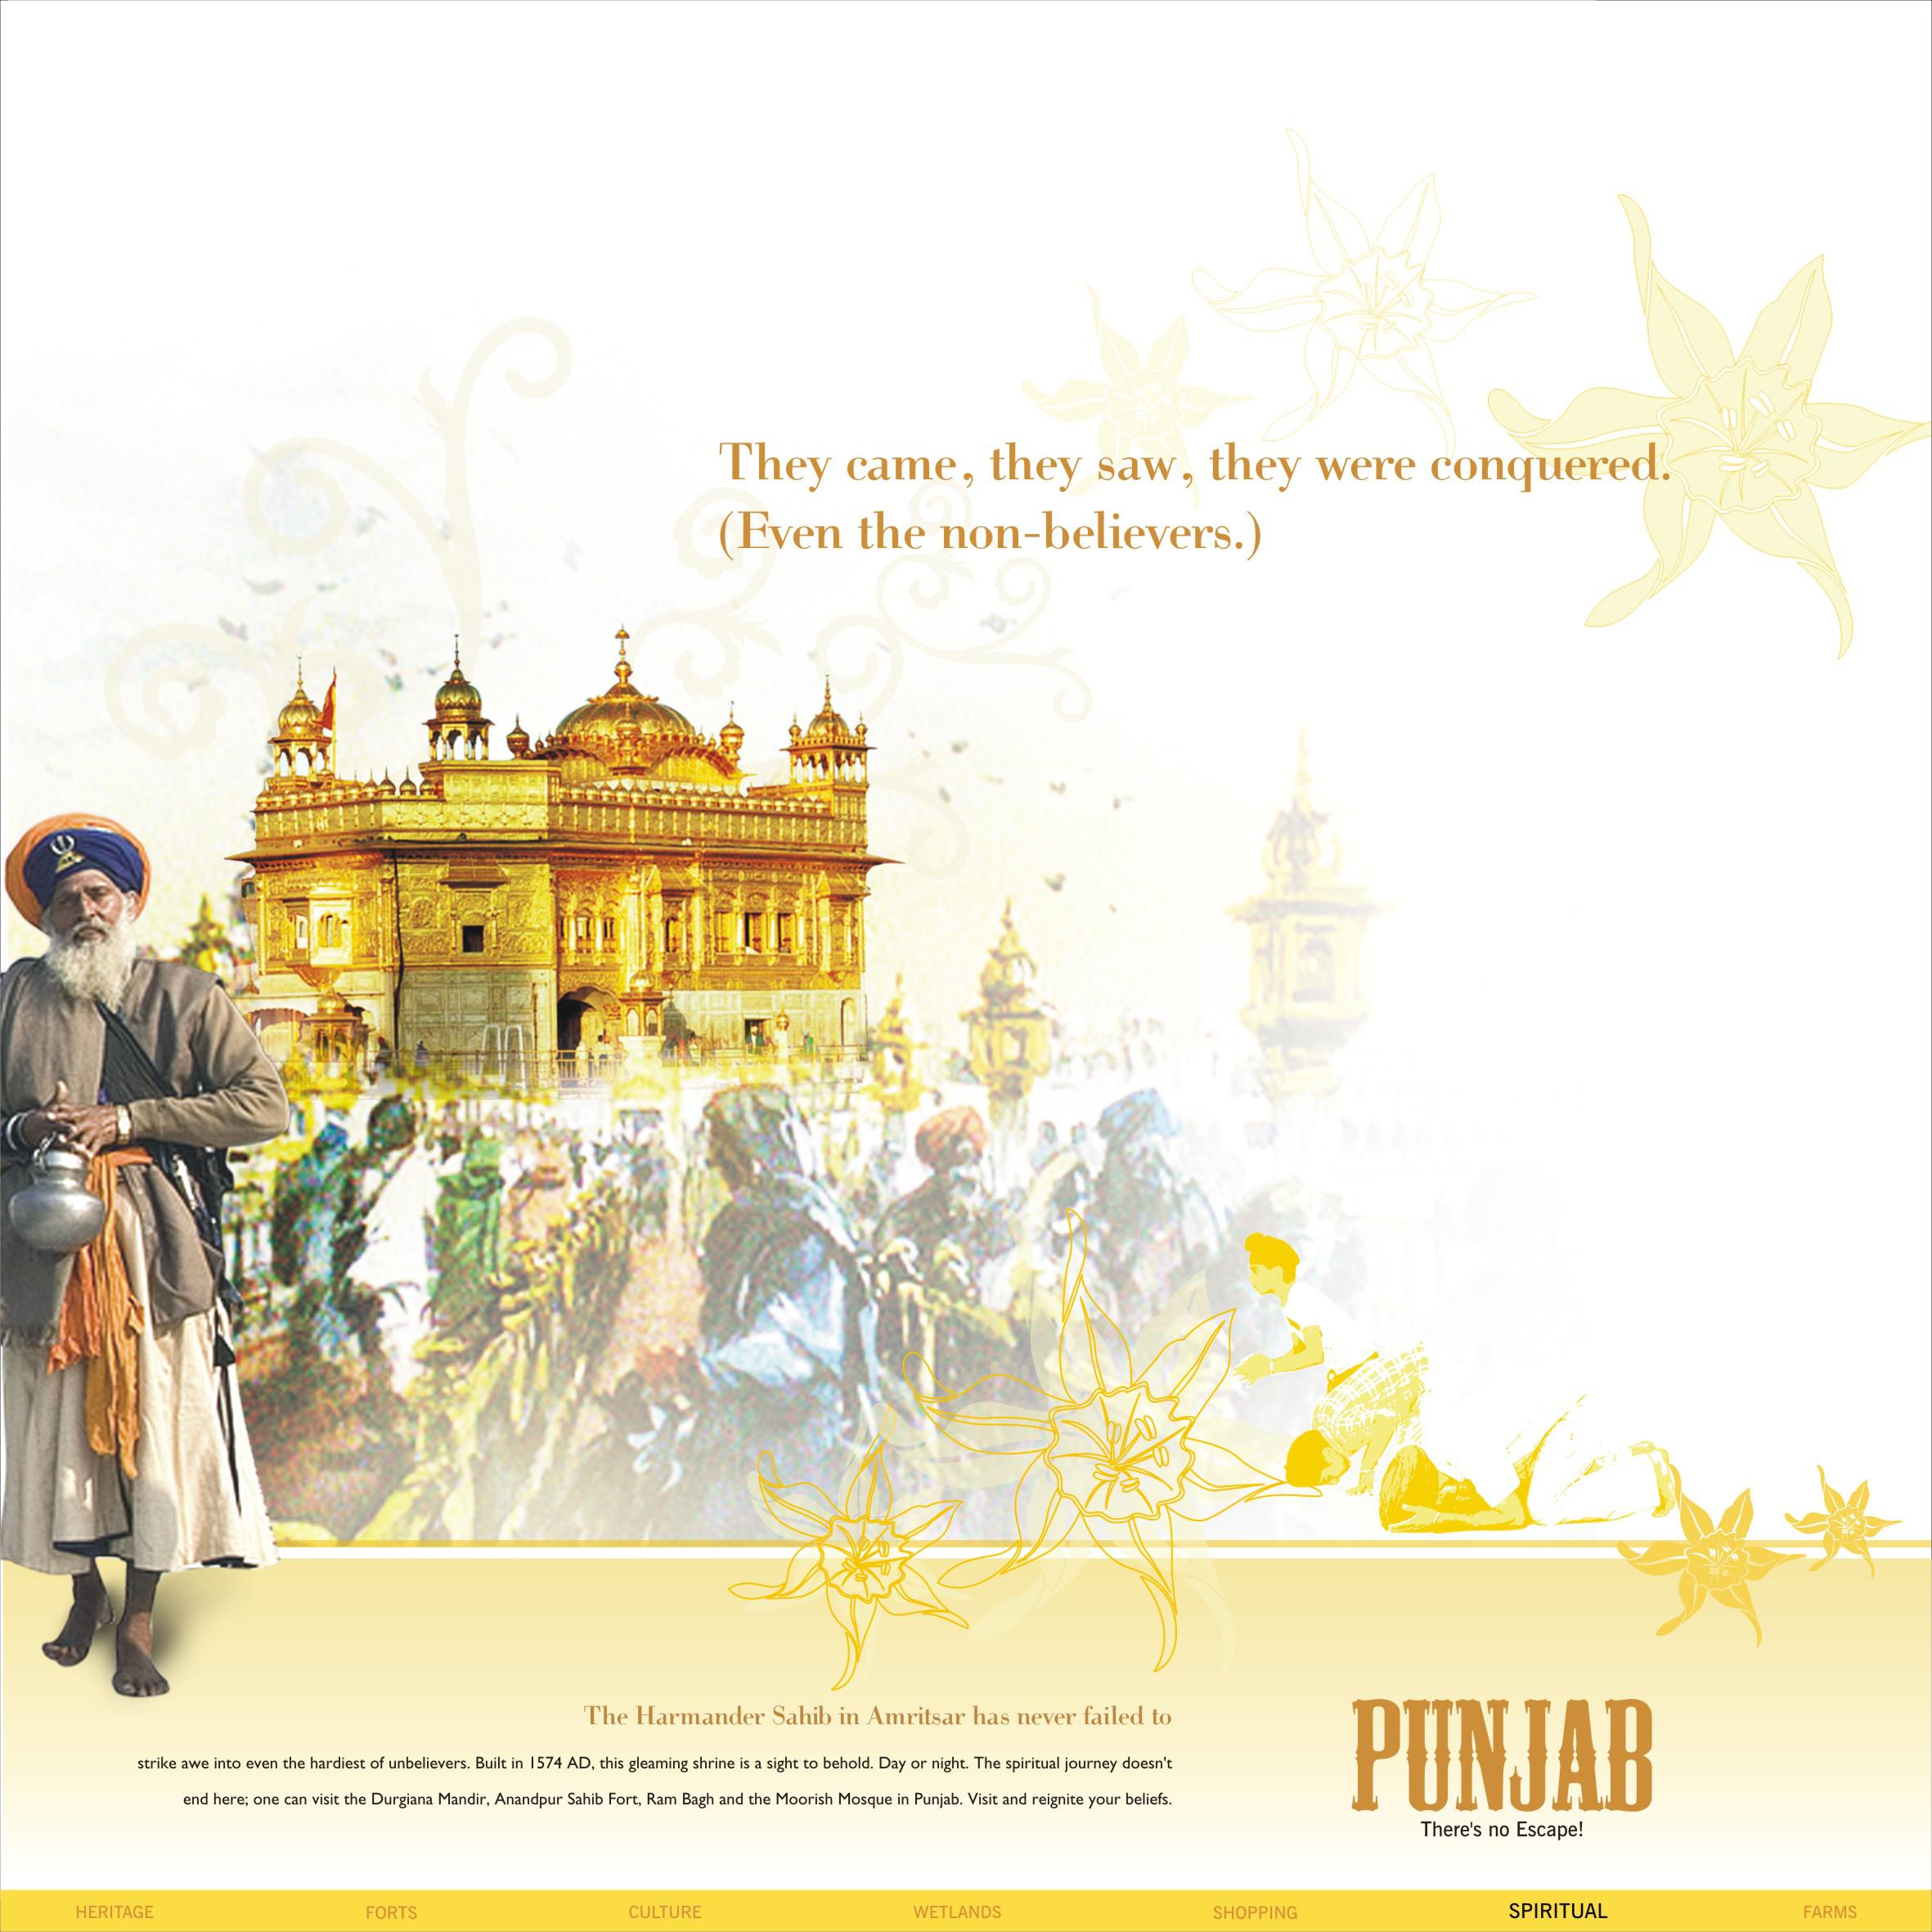 They came, they saw, they were conquered.
(Even the non-believers.)
The Harmander Sahib in Amritsar has never failed to
strike awe into even the hardiest of unbelievers. Built in 1574 AD, this gleaming shrine is a sight to behold. Day or night. The spiritual journey doesn't
end here; one can visit the Durgiana Mandir, Anandpur Sahib Fort, Ram Bagh and the Moorish Mosque in Punjab. Visit and reignite your beliefs.
PUNJAB
There's no Escape!
HERITAGE FORTS CULTURE WETLANDS SHOPPING SPIRITUAL FARMS